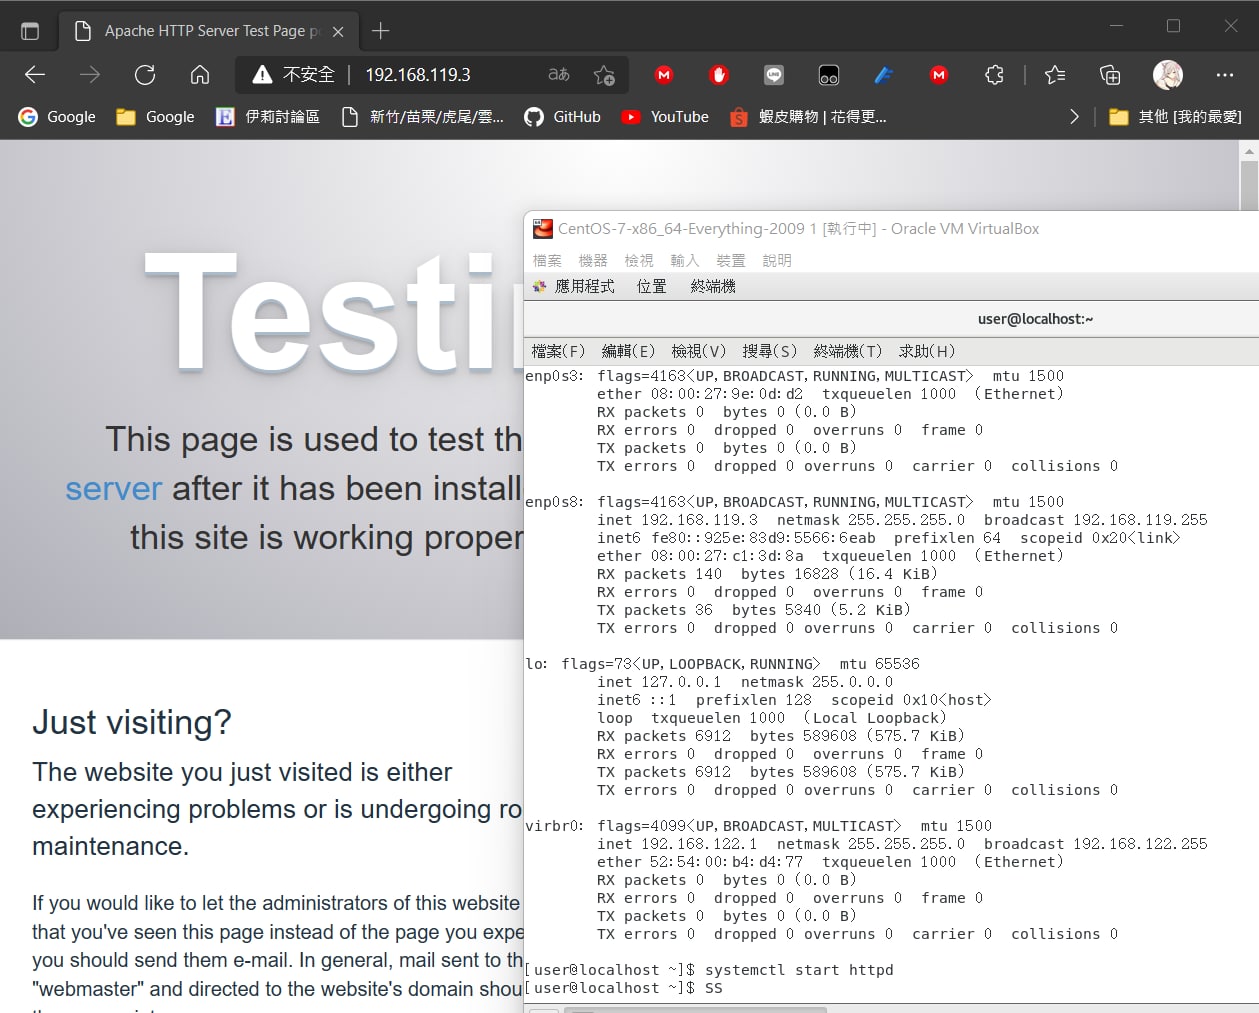 Apache HTTP Server Test Page p
不安全 192.168.119.3 aあ
Google Google 伊莉討論區 新竹/苗栗/虎尾/雲... GitHub YouTube 蝦皮購物 | 花得更... 其他 [我的最愛]
Testi
This page is used to test th
server after it has been install
this site is working proper
Just visiting?
The website you just visited is either
experiencing problems or is undergoing ro
maintenance.
If you would like to let the administrators of this website
that you've seen this page instead of the page you expe
you should send them e-mail. In general, mail sent to th
"webmaster" and directed to the website's domain shou
CentOS-7-x86_64-Everything-2009 1 [執行中] - Oracle VM VirtualBox
檔案 機器 檢視 輸入 裝置 說明
應用程式 位置 終端機
user@localhost:~
檔案(F) 編輯(E) 檢視(V) 搜尋(S) 終端機(T) 求助(H)
enp0s3: flags=4163<UP,BROADCAST,RUNNING,MULTICAST> mtu 1500
ether 08:00:27:9e:0d:d2 txqueuelen 1000 (Ethernet)
RX packets 0 bytes 0 (0.0 B)
RX errors 0 dropped 0 overruns 0 frame 0
TX packets 0 bytes 0 (0.0 B)
TX errors 0 dropped 0 overruns 0 carrier 0 collisions 0
enp0s8: flags=4163<UP,BROADCAST,RUNNING,MULTICAST> mtu 1500
inet 192.168.119.3 netmask 255.255.255.0 broadcast 192.168.119.255
inet6 fe80::925e:83d9:5566:6eab prefixlen 64 scopeid 0x20<link>
ether 08:00:27:c1:3d:8a txqueuelen 1000 (Ethernet)
RX packets 140 bytes 16828 (16.4 KiB)
RX errors 0 dropped 0 overruns 0 frame 0
TX packets 36 bytes 5340 (5.2 KiB)
TX errors 0 dropped 0 overruns 0 carrier 0 collisions 0
lo: flags=73<UP,LOOPBACK,RUNNING> mtu 65536
inet 127.0.0.1 netmask 255.0.0.0
inet6 ::1 prefixlen 128 scopeid 0x10<host>
loop txqueuelen 1000 (Local Loopback)
RX packets 6912 bytes 589608 (575.7 KiB)
RX errors 0 dropped 0 overruns 0 frame 0
TX packets 6912 bytes 589608 (575.7 KiB)
TX errors 0 dropped 0 overruns 0 carrier 0 collisions 0
virbr0: flags=4099<UP,BROADCAST,MULTICAST> mtu 1500
inet 192.168.122.1 netmask 255.255.255.0 broadcast 192.168.122.255
ether 52:54:00:b4:d4:77 txqueuelen 1000 (Ethernet)
RX packets 0 bytes 0 (0.0 B)
RX errors 0 dropped 0 overruns 0 frame 0
TX packets 0 bytes 0 (0.0 B)
TX errors 0 dropped 0 overruns 0 carrier 0 collisions 0
[user@localhost ~]$ systemctl start httpd
[user@localhost ~]$ SS